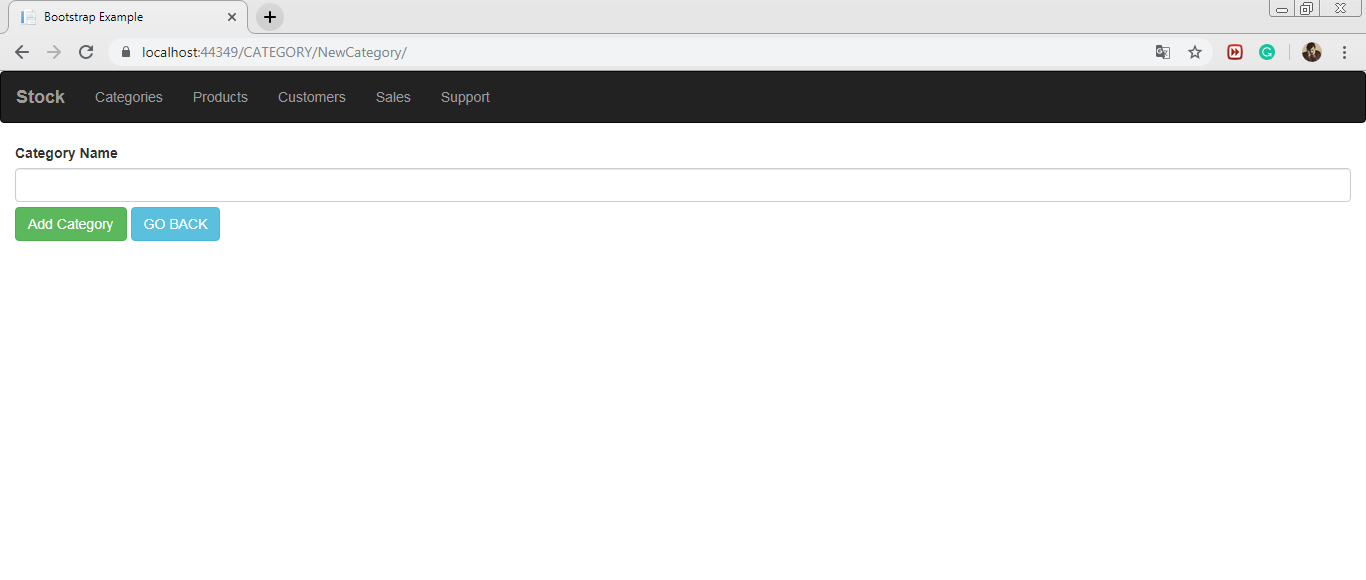 Bootstrap Example
localhost:44349/CATEGORY/NewCategory/
Stock Categories Products Customers Sales Support
Category Name
Add Category GO BACK